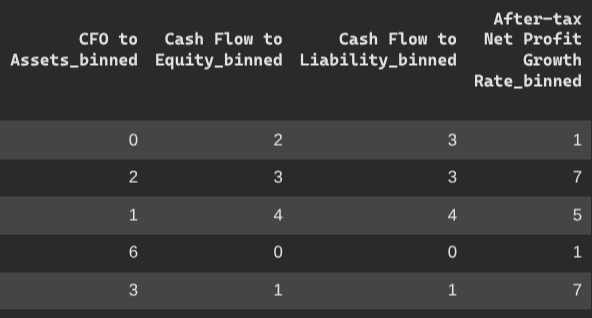 After-tax
CFO to Cash Flow to Cash Flow to Net Profit
Assets_binned Equity_binned Liability_binned Growth
Rate_binned
0 2 3 1
2 3 3 7
1 4 4 5
6 0 0 1
3 1 1 7